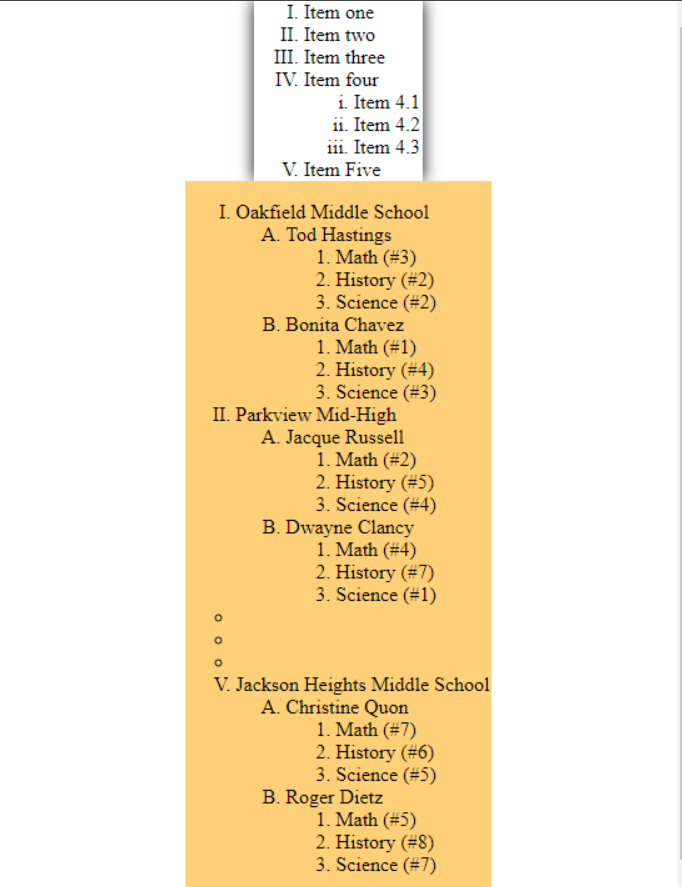 I. Item one
II. Item two
III. Item three
IV. Item four
i. Item 4.1
ii. Item 4.2
iii. Item 4.3
V. Item Five
I. Oakfield Middle School
A. Tod Hastings
1. Math (#3)
2. History (#2)
3. Science (#2)
B. Bonita Chavez
1. Math (#1)
2. History (#4)
3. Science (#3)
II. Parkview Mid-High
A. Jacque Russell
1. Math (#2)
2. History (#5)
3. Science (#4)
B. Dwayne Clancy
1. Math (#4)
2. History (#7)
3. Science (#1)
V. Jackson Heights Middle School
A. Christine Quon
1. Math (#7)
2. History (#6)
3. Science (#5)
B. Roger Dietz
1. Math (#5)
2. History (#8)
3. Science (#7)